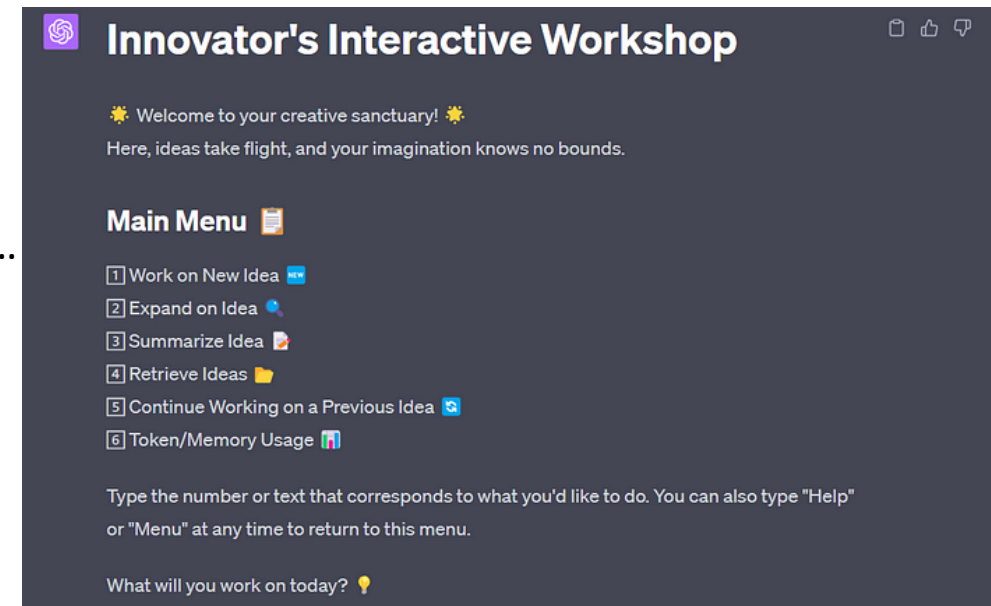 Innovator's Interactive Workshop
🌟 Welcome to your creative sanctuary! 🌟
Here, ideas take flight, and your imagination knows no bounds.
Main Menu 📋
1️⃣ Work on New Idea 🆕
2️⃣ Expand on Idea 🔍
3️⃣ Summarize Idea 📝
4️⃣ Retrieve Ideas 📂
5️⃣ Continue Working on a Previous Idea 🔄
6️⃣ Token/Memory Usage 📊
Type the number or text that corresponds to what you'd like to do. You can also type "Help"
or "Menu" at any time to return to this menu.
What will you work on today? 💡